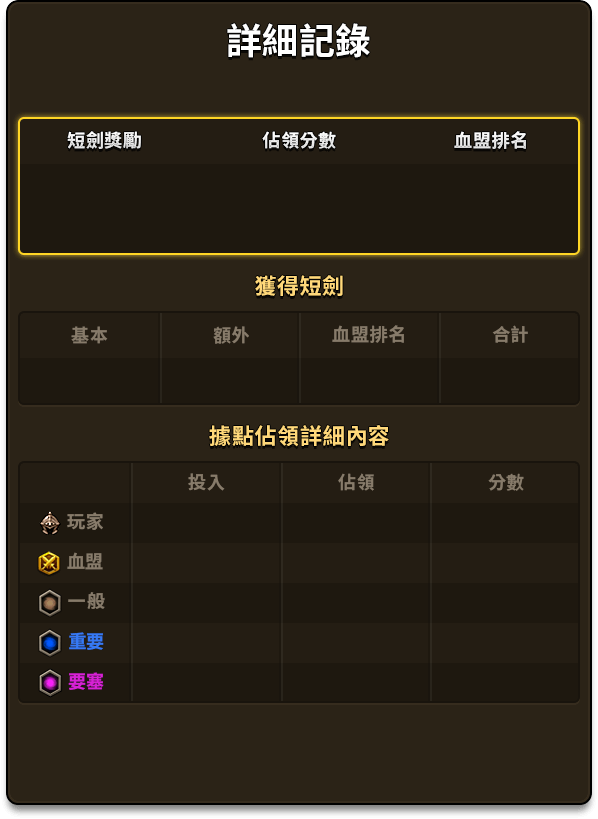 詳細記錄
短劍獎勵 佔領分數 血盟排名
獲得短劍
基本 額外 血盟排名 合計
據點佔領詳細內容
投入 佔領 分數
玩家
血盟
一般
重要
要塞